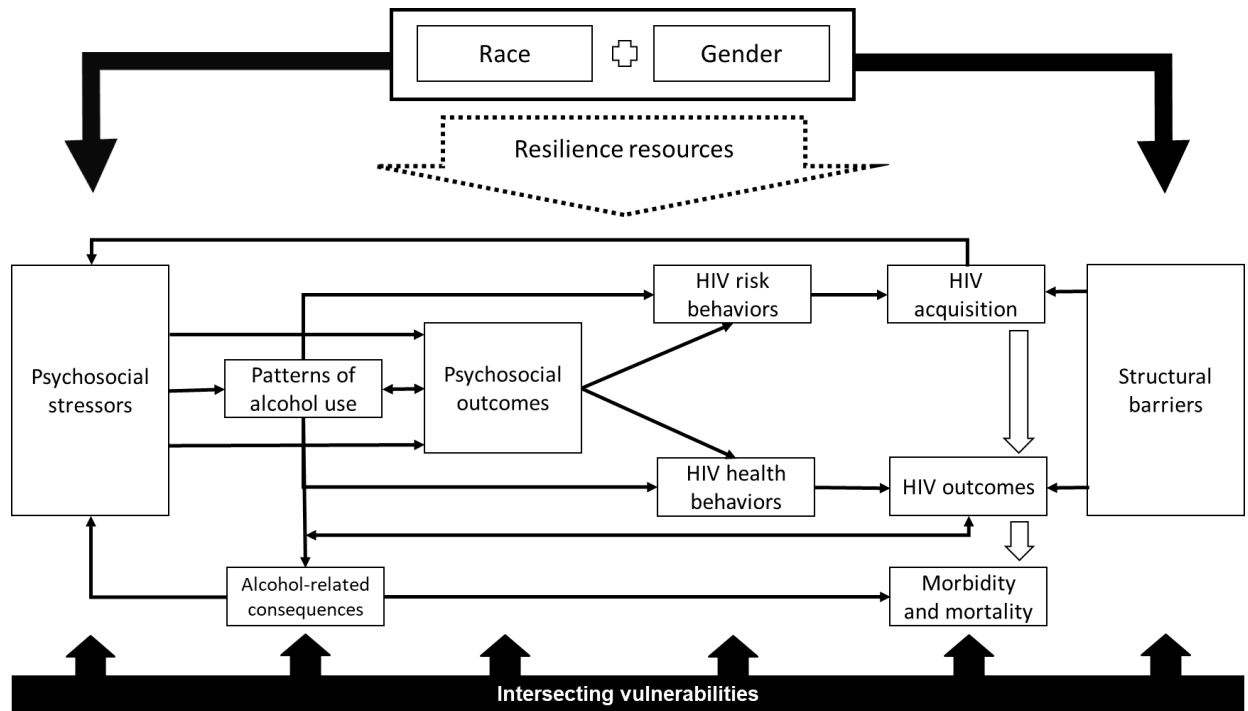 Race
Gender
Resilience resources
HIV risk
behaviors
HIV
acquisition
Psychosocial
stressors
Patterns of
alcohol use
Psychosocial
outcomes
Structural
barriers
HIV health
behaviors
HIV outcomes
Alcohol-related
consequences
Morbidity
and mortality
Intersecting vulnerabilities